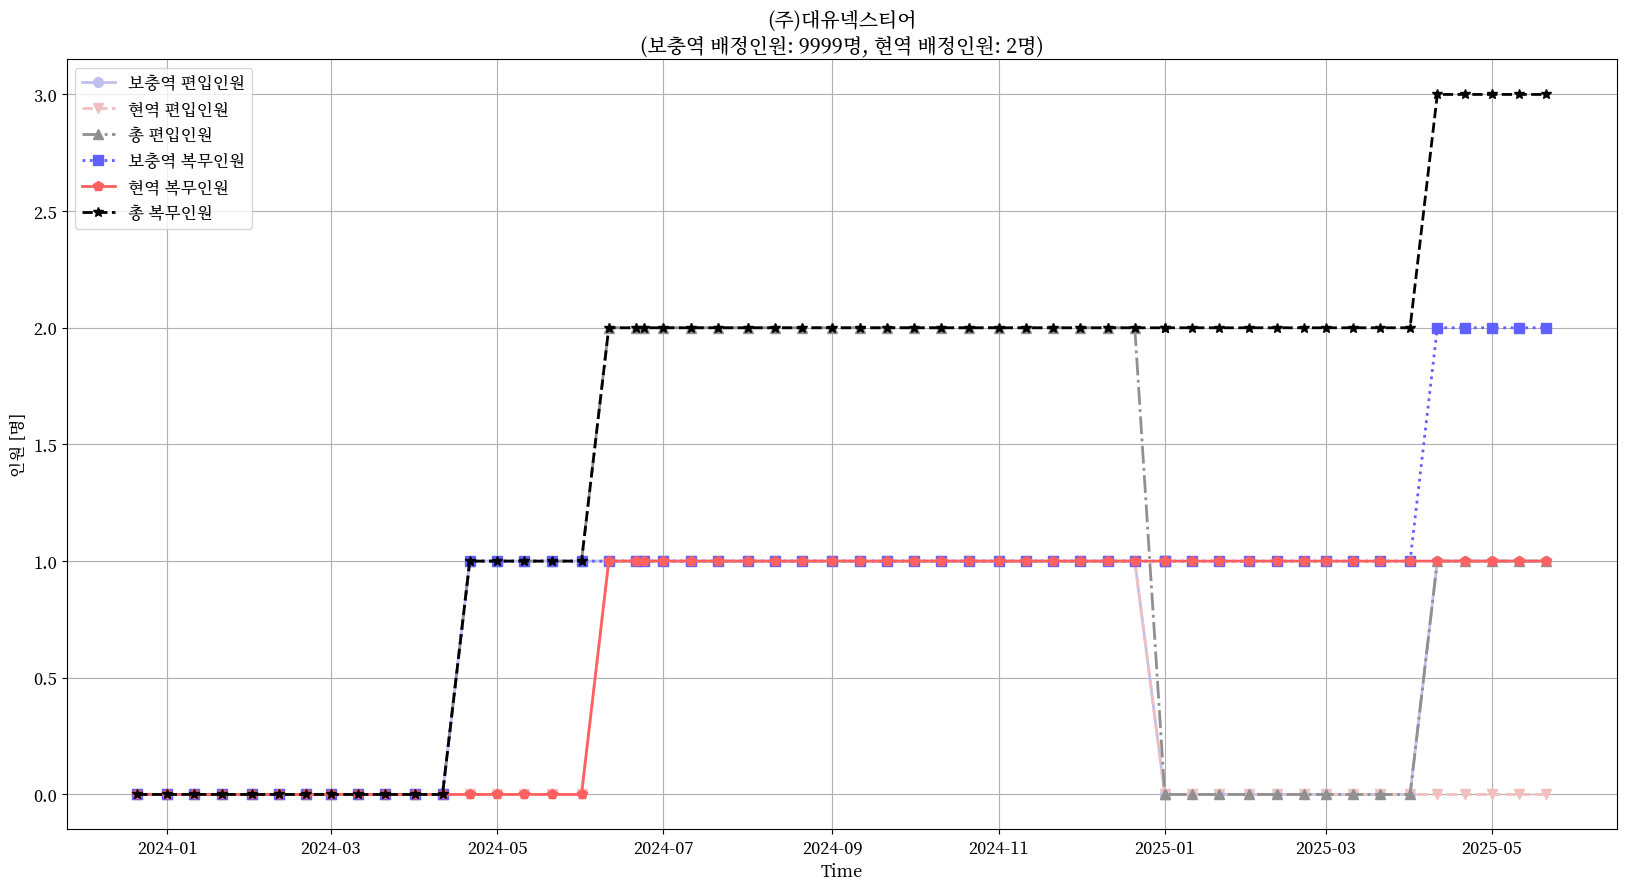 (주)대유넥스티어
(보충역 배정인원: 9999명, 현역 배정인원: 2명)
보충역 편입인원
현역 편입인원
총 편입인원
보충역 복무인원
현역 복무인원
총 복무인원
3.0
2.5
2.0
1.5
1.0
0.5
0.0
인원 [명]
2024-01
2024-03
2024-05
2024-07
2024-09
2024-11
2025-01
2025-03
2025-05
Time